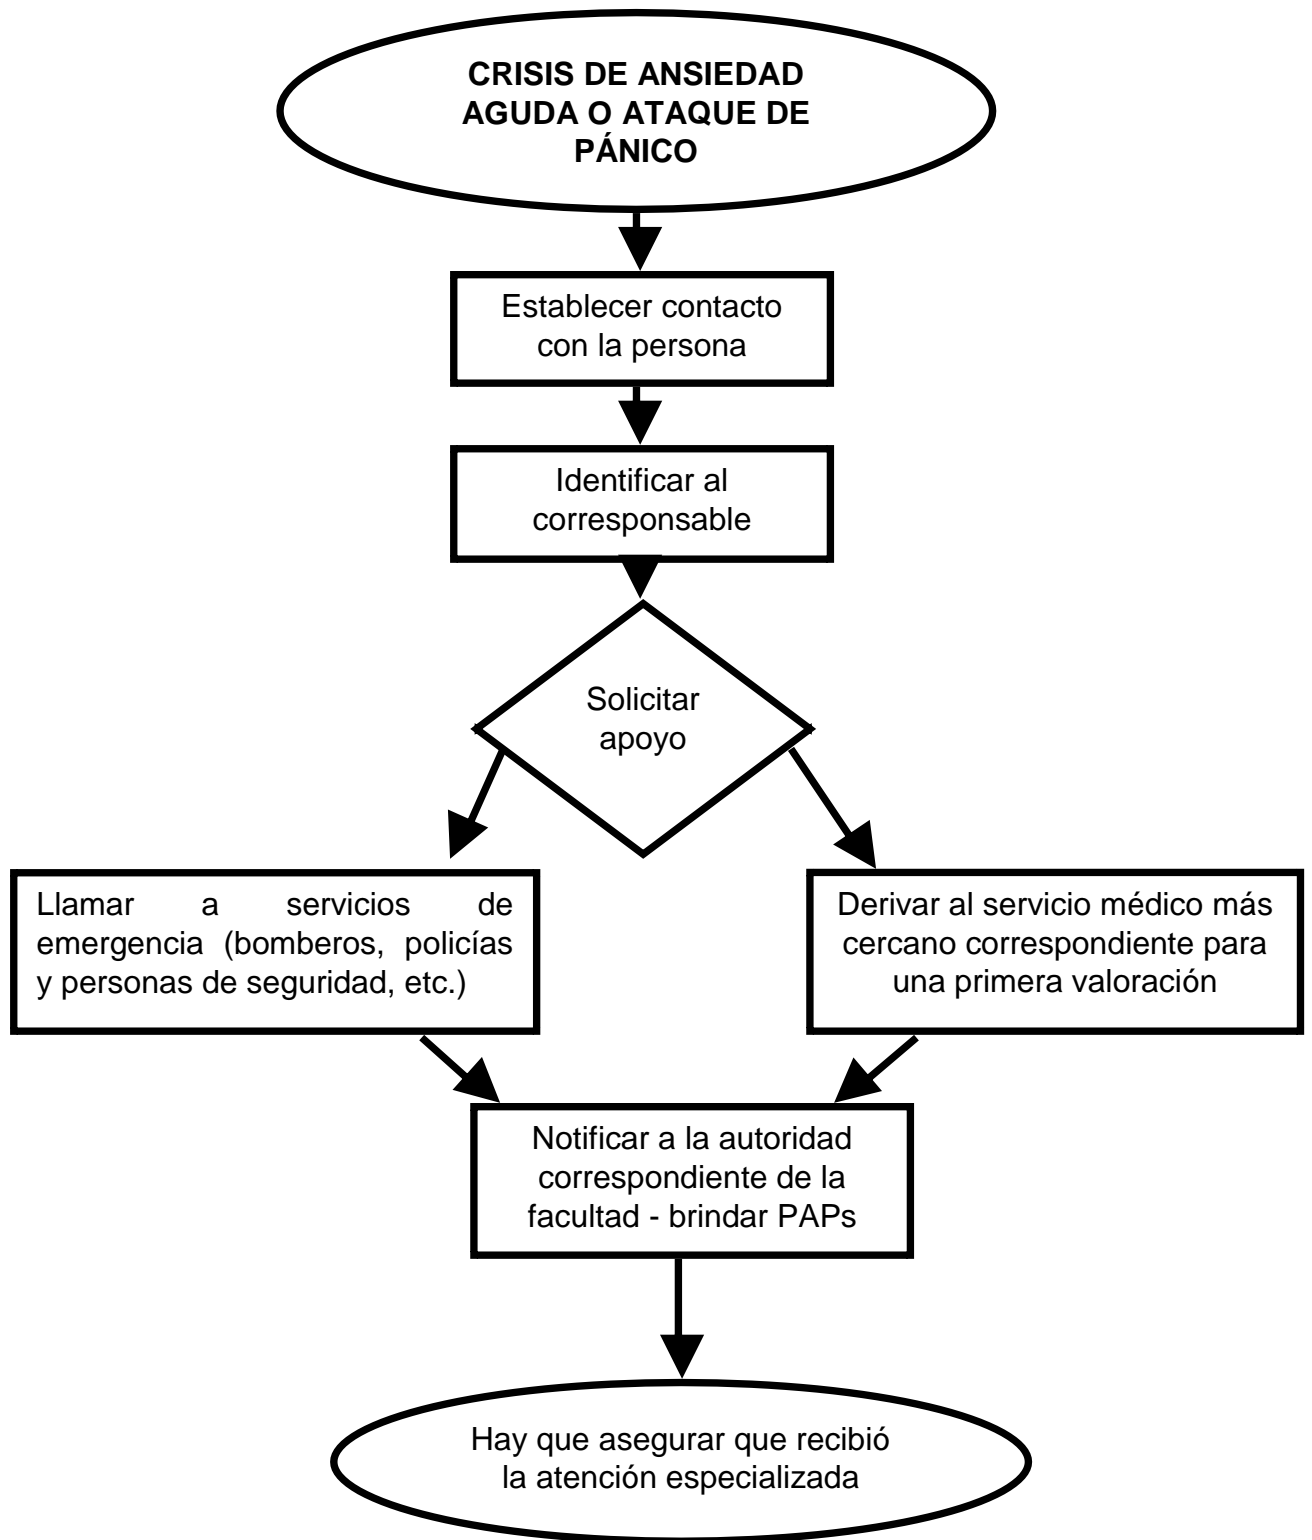 CRISIS DE ANSIEDAD
AGUDA O ATAQUE DE
PÁNICO
Establecer contacto
con la persona
Identificar al
corresponsable
Solicitar
apoyo
Llamar a servicios de
emergencia (bomberos, policías
y personas de seguridad, etc.)
Derivar al servicio médico más
cercano correspondiente para
una primera valoración
Notificar a la autoridad
correspondiente de la
facultad - brindar PAPs
Hay que asegurar que recibió
la atención especializada